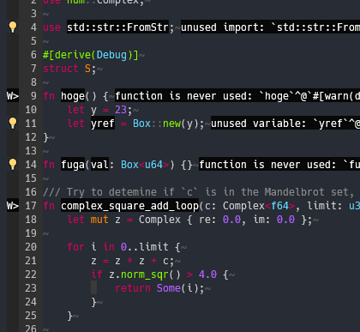 2 use num::Complex;
3 ~
4 use std::str::FromStr;~unused import: `std::str::From
5 ~
6 #[derive(Debug)]~
7 struct S;~
8 ~
W> 9 fn hoge() {~function is never used: `hoge`^@`#[warn(d
10 let y = 23;~
11 let yref = Box::new(y);~unused variable: `yref`^@
12 }~
13 ~
14 fn fuga(val: Box<u64>) {}~function is never used: `fu
15 ~
16 /// Try to detemine if `c` is in the Mandelbrot set,
W> 17 fn complex_square_add_loop(c: Complex<f64>, limit: u3
18 let mut z = Complex { re: 0.0, im: 0.0 };~
19 ~
20 for i in 0..limit {~
21 z = z * z + c;~
22 if z.norm_sqr() > 4.0 {~
23 return Some(i);~
24 }~
25 }~
26 ~